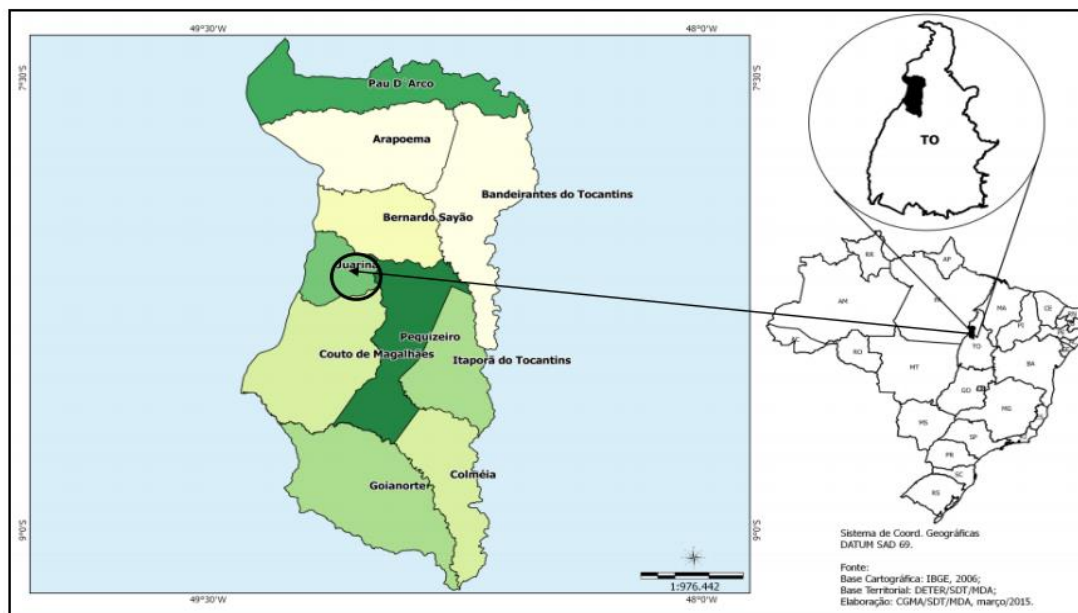 49°30'W
48°0'W
7°30'S
7°30'S
Pau D Arco
Arapoema
Bandeirantes do Tocantins
Bernardo Sayão
Juarina
Pequizeiro
Couto de Magalhães
Itaporã do Tocantins
Colméia
Goianorter
9°0'S
9°0'S
49°30'W
48°0'W
1:976.442
TO
RR
AP
AM
PA
MA
CE
PI
AC
RO
TO
BA
MT
GO
MG
MS
SP
PR
SC
RS
Sistema de Coord. Geográficas
DATUM SAD 69.
Fonte:
Base Cartográfica: IBGE, 2006;
Base Territorial: DETER/SDT/MDA;
Elaboração: CGMA/SDT/MDA, março/2015.